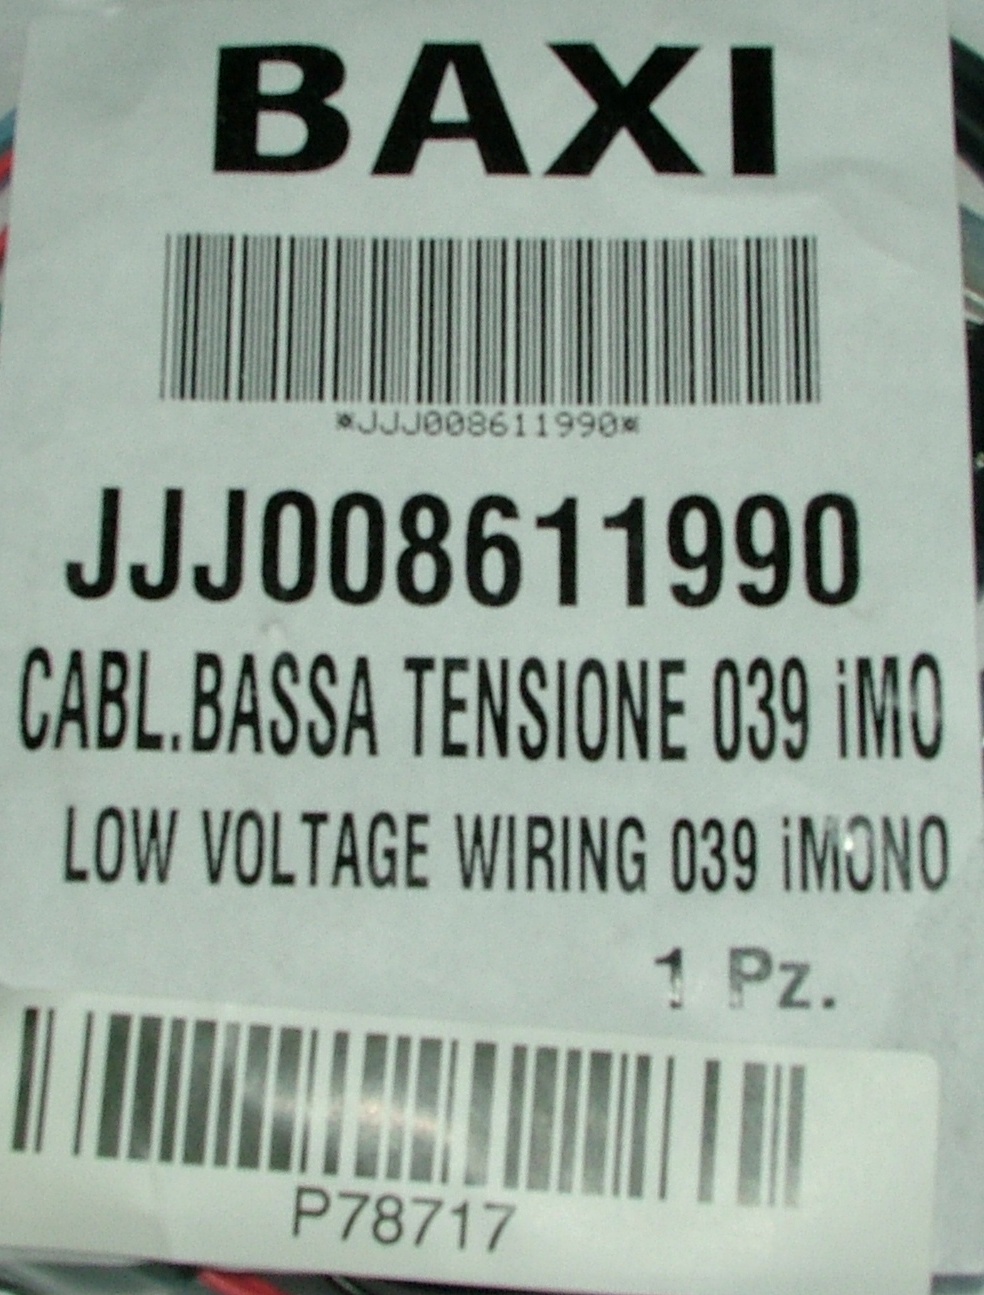 BAXI
*JJJ008611990*
JJJ008611990
CABL.BASSA TENSIONE 039 iMO
LOW VOLTAGE WIRING 039 iMONO
1 Pz.
P78717